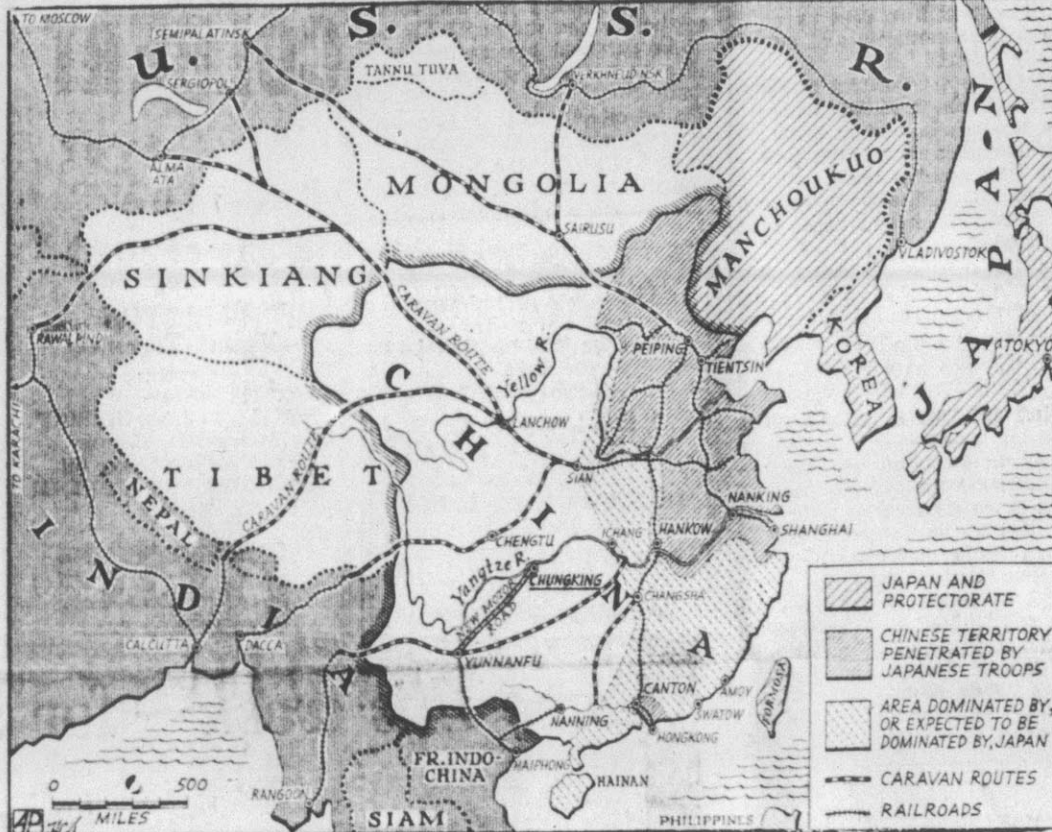 TO MOSCOW
SEMIPALATINSK
U. S. S. R.
SERGIOPOL
TANNU TUVA
VERKHNEUDINSK
ALMA
ATA
MONGOLIA
SAIRUSU
MANCHOUKUO
VLADIVOSTOK
JAPAN
SINKIANG
RAWALPINDI
CARAVAN ROUTE
PEIPING
TIENTSIN
KOREA
TOKYO
Yellow R.
CHINA
LANCHOW
TO KARACHI
TIBET
CARAVAN ROUTE
NEPAL
SIAN
NANKING
SHANGHAI
INDIA
CHENGTU
ICHANG
HANKOW
Yangtze R.
CHUNGKING
NEW MOTOR
ROAD
CHANGSHA
CALCUTTA
DACCA
YUNNANFU
CANTON
AMOY
SWATOW
FORMOSA
NANNING
HONGKONG
HAIPHONG
FR. INDO-
CHINA
HAINAN
RANGOON
SIAM
PHILIPPINES
0 500
MILES
AP
JAPAN AND
PROTECTORATE
CHINESE TERRITORY
PENETRATED BY
JAPANESE TROOPS
AREA DOMINATED BY,
OR EXPECTED TO BE
DOMINATED BY, JAPAN
CARAVAN ROUTES
RAILROADS